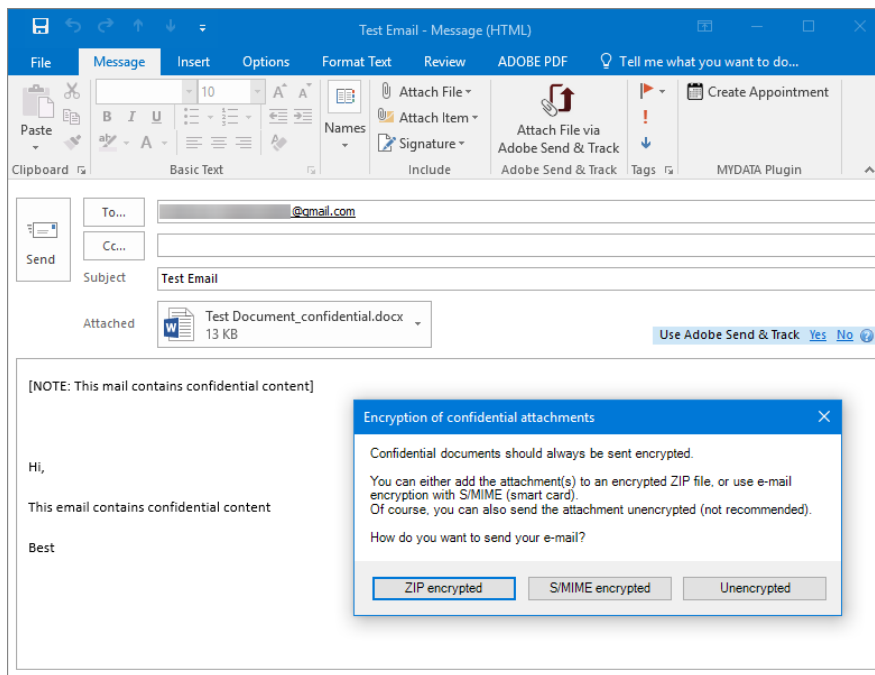 Test Email - Message (HTML)
File Message Insert Options Format Text Review ADOBE PDF Tell me what you want to do...
10 A A Attach File Create Appointment
B I U Attach Item
Paste aby A Names Signature Attach File via
Adobe Send & Track
Clipboard Basic Text Include Adobe Send & Track Tags MYDATA Plugin
Send
To... @gmail.com
Cc...
Subject Test Email
Attached Test Document_confidential.docx
13 KB
Use Adobe Send & Track Yes No ?
[NOTE: This mail contains confidential content]
Hi,
This email contains confidential content
Best
Encryption of confidential attachments
Confidential documents should always be sent encrypted.
You can either add the attachment(s) to an encrypted ZIP file, or use e-mail
encryption with S/MIME (smart card).
Of course, you can also send the attachment unencrypted (not recommended).
How do you want to send your e-mail?
ZIP encrypted S/MIME encrypted Unencrypted